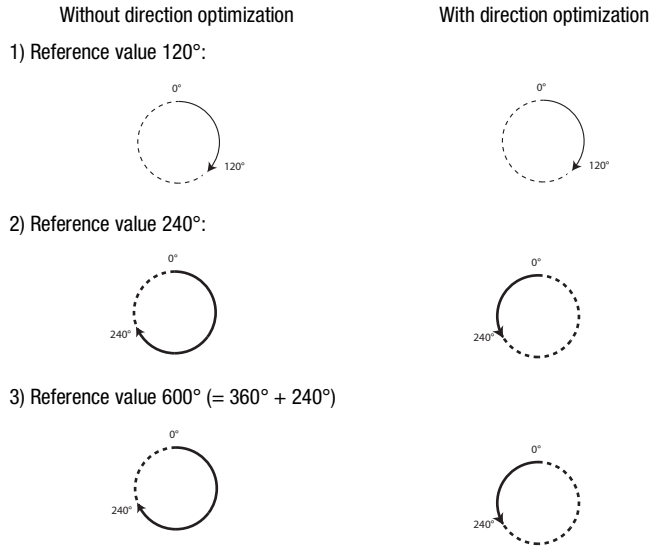 Without direction optimization
With direction optimization
1) Reference value 120°:
0°
120°
0°
120°
2) Reference value 240°:
0°
240°
0°
240°
3) Reference value 600° (= 360° + 240°)
0°
240°
0°
240°